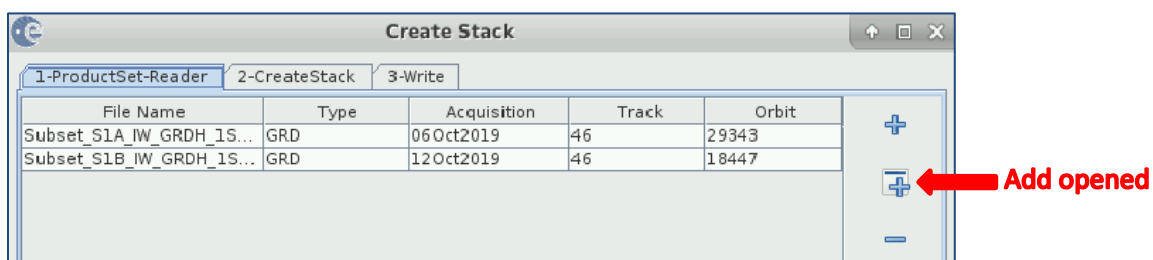 Create Stack
1-ProductSet-Reader 2-CreateStack 3-Write
File Name Type Acquisition Track Orbit
Subset_S1A_IW_GRDH_1S... GRD 06Oct2019 46 29343
Subset_S1B_IW_GRDH_1S... GRD 12Oct2019 46 18447
Add opened